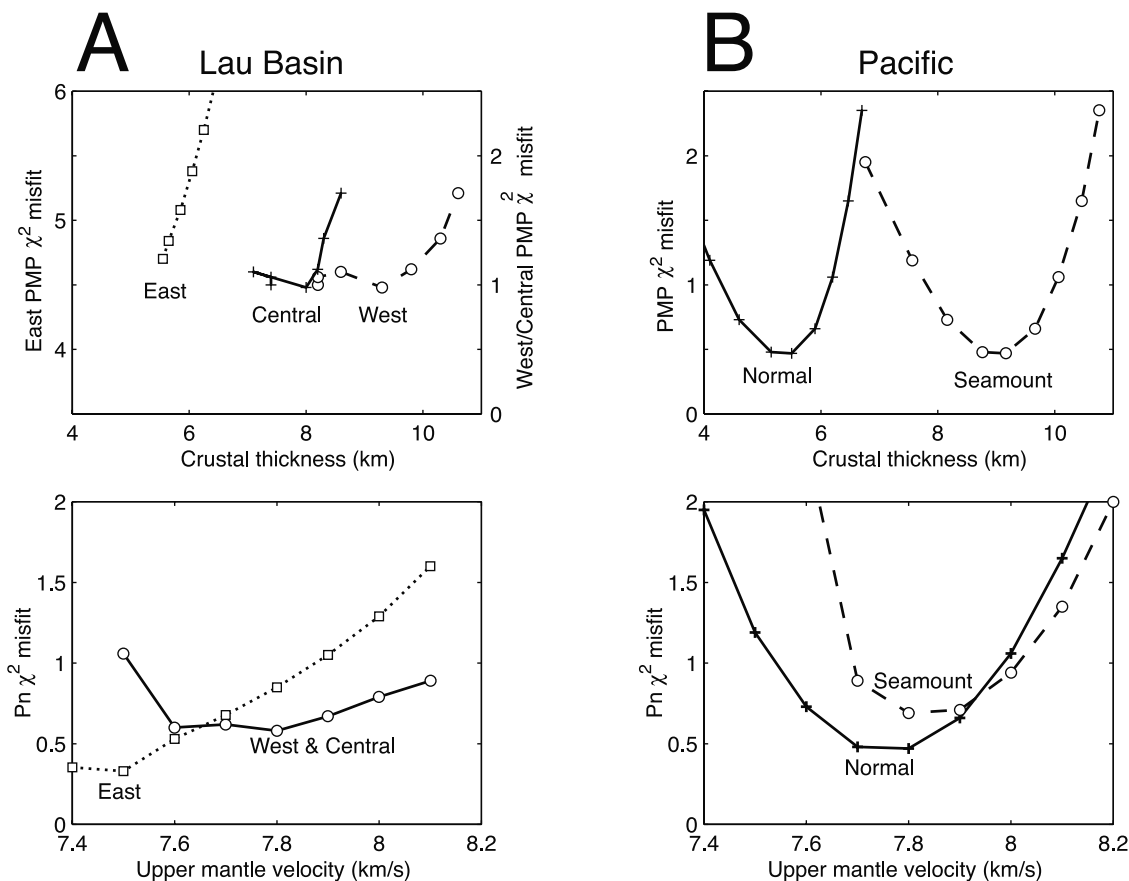 A
Lau Basin
6
5
4
East PMP χ² misfit
2
1
0
West/Central PMP χ² misfit
East
Central
West
4
6
8
10
Crustal thickness (km)
B
Pacific
2
1
0
PMP χ² misfit
Normal
Seamount
4
6
8
10
Crustal thickness (km)
2
1.5
1
0.5
0
Pn χ² misfit
East
West & Central
7.4
7.6
7.8
8
8.2
Upper mantle velocity (km/s)
2
1.5
1
0.5
0
Pn χ² misfit
Seamount
Normal
7.4
7.6
7.8
8
8.2
Upper mantle velocity (km/s)